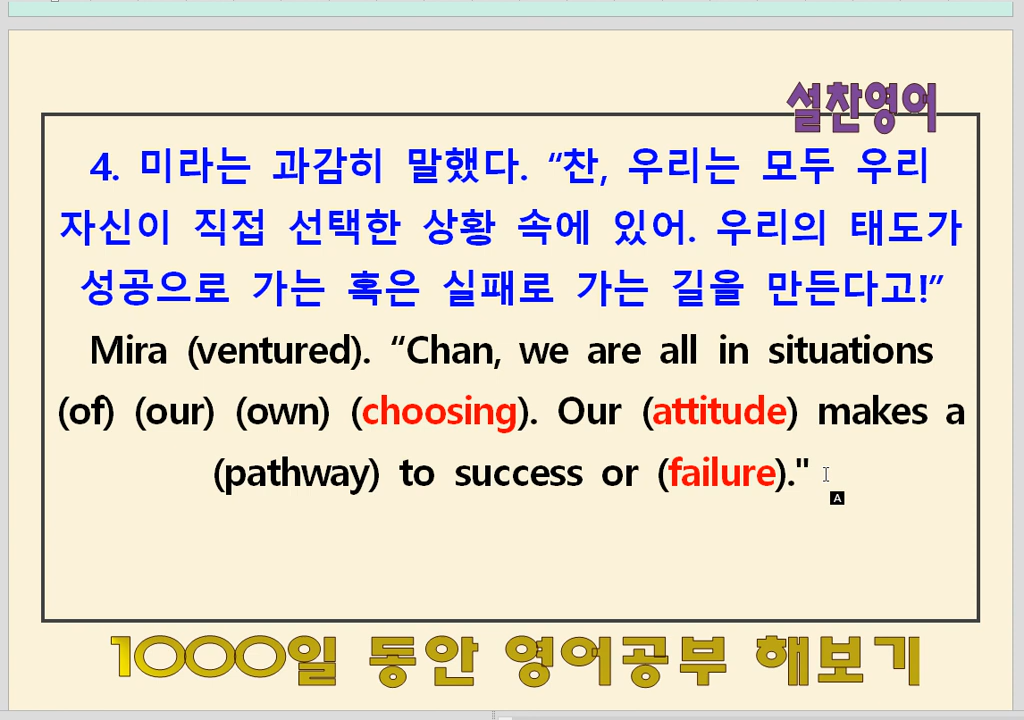 설찬영어
4. 미라는 과감히 말했다. “찬, 우리는 모두 우리
자신이 직접 선택한 상황 속에 있어. 우리의 태도가
성공으로 가는 혹은 실패로 가는 길을 만든다고!”
Mira (ventured). “Chan, we are all in situations
(of) (our) (own) (choosing). Our (attitude) makes a
(pathway) to success or (failure)."
A
1000일 동안 영어공부 해보기